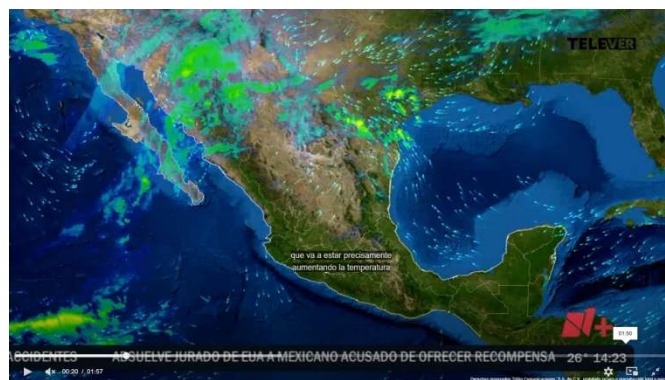 TELEVER
que va a estar precisamente
aumentando la temperatura
N+
01:50
ACCIDENTES ABSUELVE JURADO DE EUA A MEXICANO ACUSADO DE OFRECER RECOMPENSA 26° 14:23
00:20 / 01:57